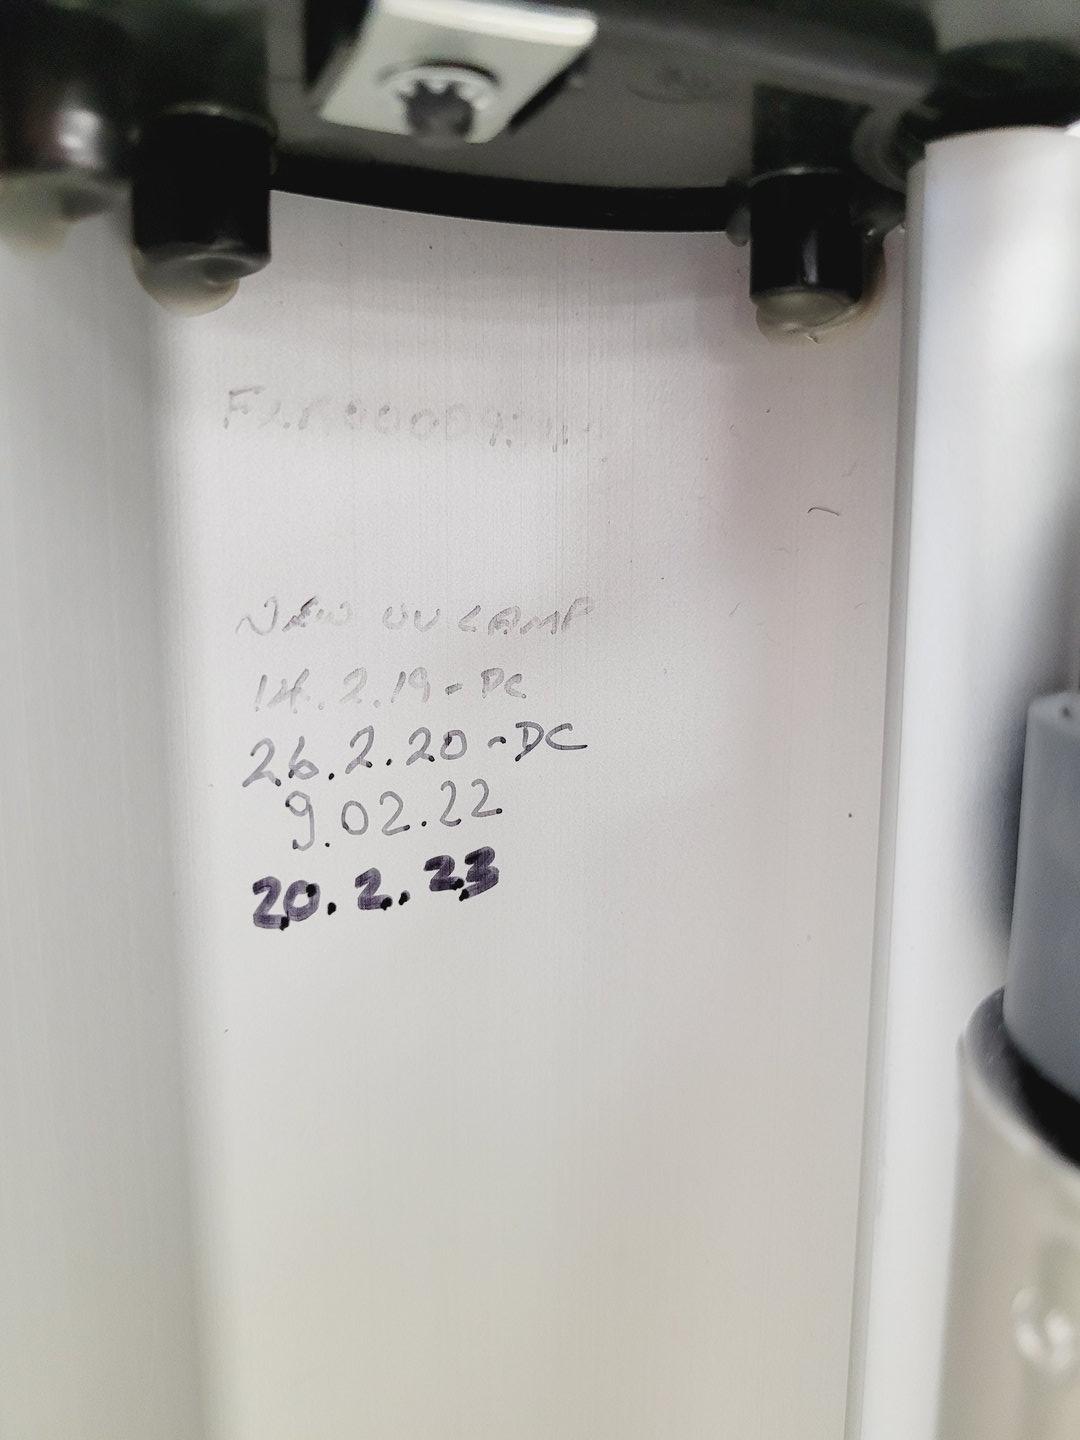 NEW UV LAMP
14.2.19 - DC
26.2.20 - DC
9.02.22
20.2.23